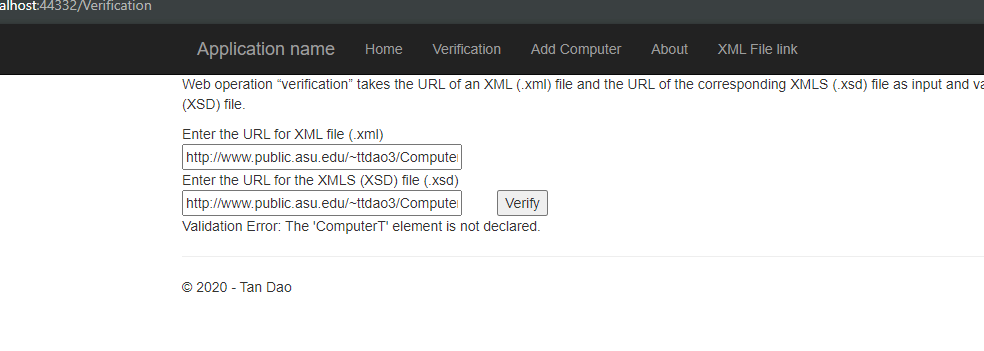 alhost:44332/Verification
Application name Home Verification Add Computer About XML File link
Web operation “verification” takes the URL of an XML (.xml) file and the URL of the corresponding XMLS (.xsd) file as input and va
(XSD) file.
Enter the URL for XML file (.xml)
http://www.public.asu.edu/~ttdao3/Compute
Enter the URL for the XMLS (XSD) file (.xsd)
http://www.public.asu.edu/~ttdao3/Compute Verify
Validation Error: The 'ComputerT' element is not declared.
© 2020 - Tan Dao